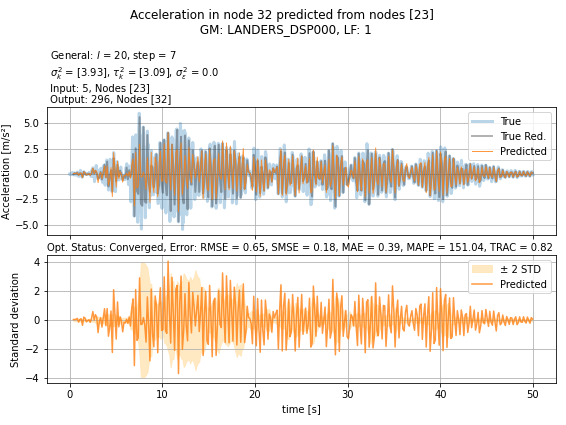 Acceleration in node 32 predicted from nodes [23]
GM: LANDERS_DSP000, LF: 1
General: l = 20, step = 7
σ²ₖ = [3.93], τ²ₖ = [3.09], σ²ₑ = 0.0
Input: 5, Nodes [23]
Output: 296, Nodes [32]
Acceleration [m/s²]
5.0
2.5
0.0
−2.5
−5.0
True
True Red.
Predicted
Opt. Status: Converged, Error: RMSE = 0.65, SMSE = 0.18, MAE = 0.39, MAPE = 151.04, TRAC = 0.82
Standard deviation
4
2
0
−2
−4
± 2 STD
Predicted
0
10
20
30
40
50
time [s]